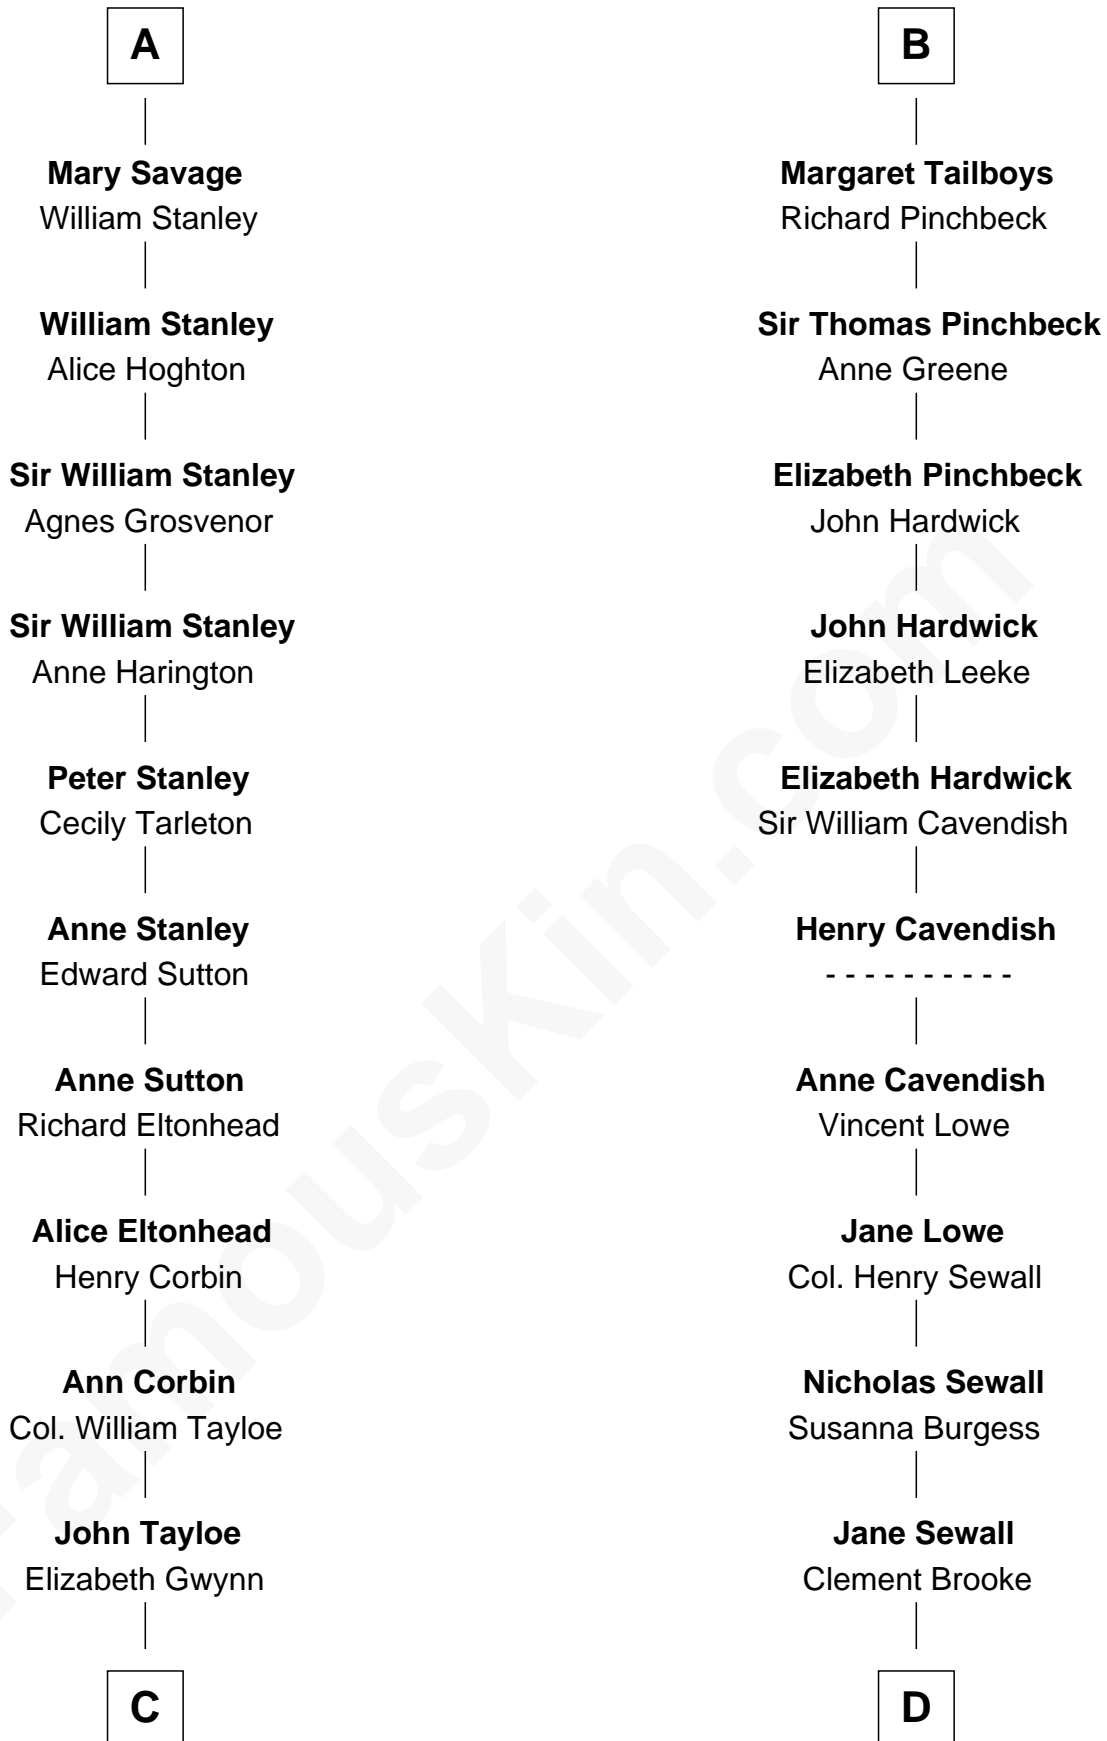 A
Mary Savage
William Stanley
William Stanley
Alice Hoghton
Sir William Stanley
Agnes Grosvenor
Sir William Stanley
Anne Harington
Peter Stanley
Cecily Tarleton
Anne Stanley
Edward Sutton
Anne Sutton
Richard Eltonhead
Alice Eltonhead
Henry Corbin
Ann Corbin
Col. William Tayloe
John Tayloe
Elizabeth Gwynn
C
B
Margaret Tailboys
Richard Pinchbeck
Sir Thomas Pinchbeck
Anne Greene
Elizabeth Pinchbeck
John Hardwick
John Hardwick
Elizabeth Leeke
Elizabeth Hardwick
Sir William Cavendish
Henry Cavendish
- - - - - - - - - -
Anne Cavendish
Vincent Lowe
Jane Lowe
Col. Henry Sewall
Nicholas Sewall
Susanna Burgess
Jane Sewall
Clement Brooke
D
FamousKin.com